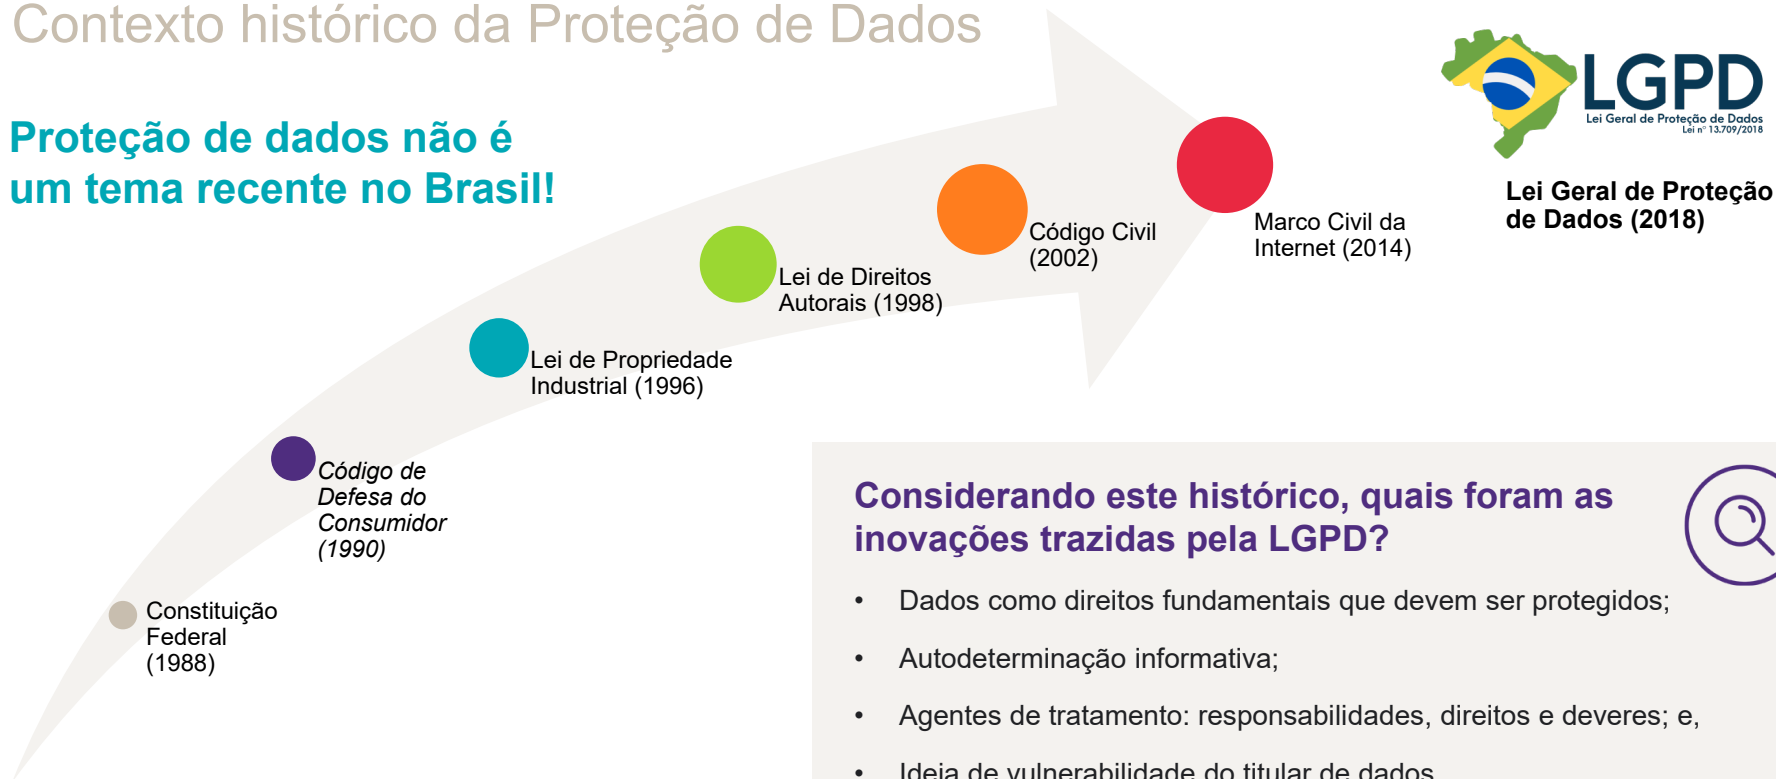 Contexto histórico da Proteção de Dados
Proteção de dados não é
um tema recente no Brasil!
Constituição
Federal
(1988)
Código de
Defesa do
Consumidor
(1990)
Lei de Propriedade
Industrial (1996)
Lei de Direitos
Autorais (1998)
Código Civil
(2002)
Marco Civil da
Internet (2014)
LGPD
Lei Geral de Proteção de Dados
Lei nº 13.709/2018
Lei Geral de Proteção
de Dados (2018)
Considerando este histórico, quais foram as
inovações trazidas pela LGPD?
• Dados como direitos fundamentais que devem ser protegidos;
• Autodeterminação informativa;
• Agentes de tratamento: responsabilidades, direitos e deveres; e,
• Ideia de vulnerabilidade do titular de dados